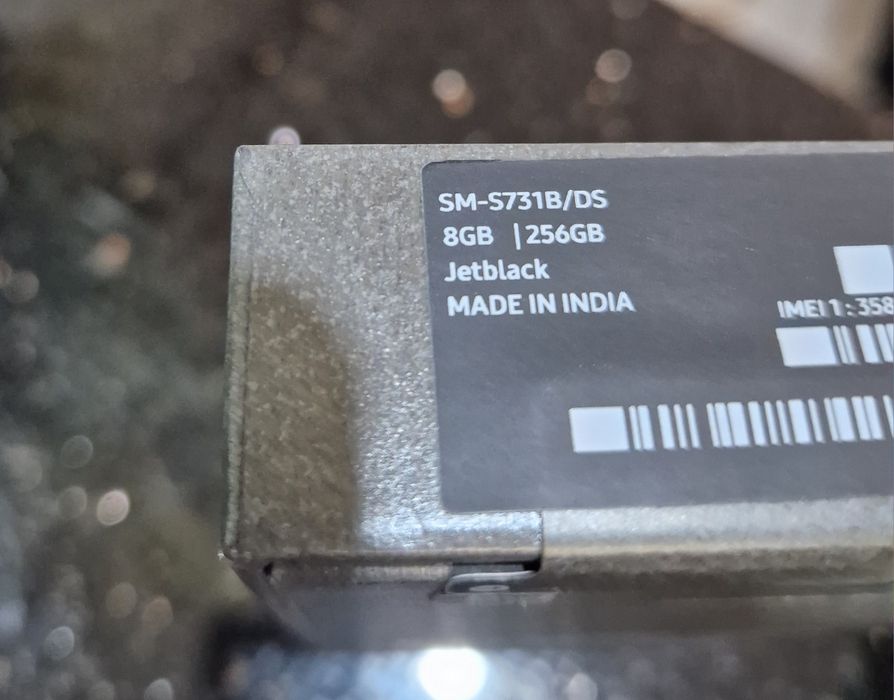 SM-S731B/DS
8GB | 256GB
Jetblack
MADE IN INDIA
IMEI 1 : 358